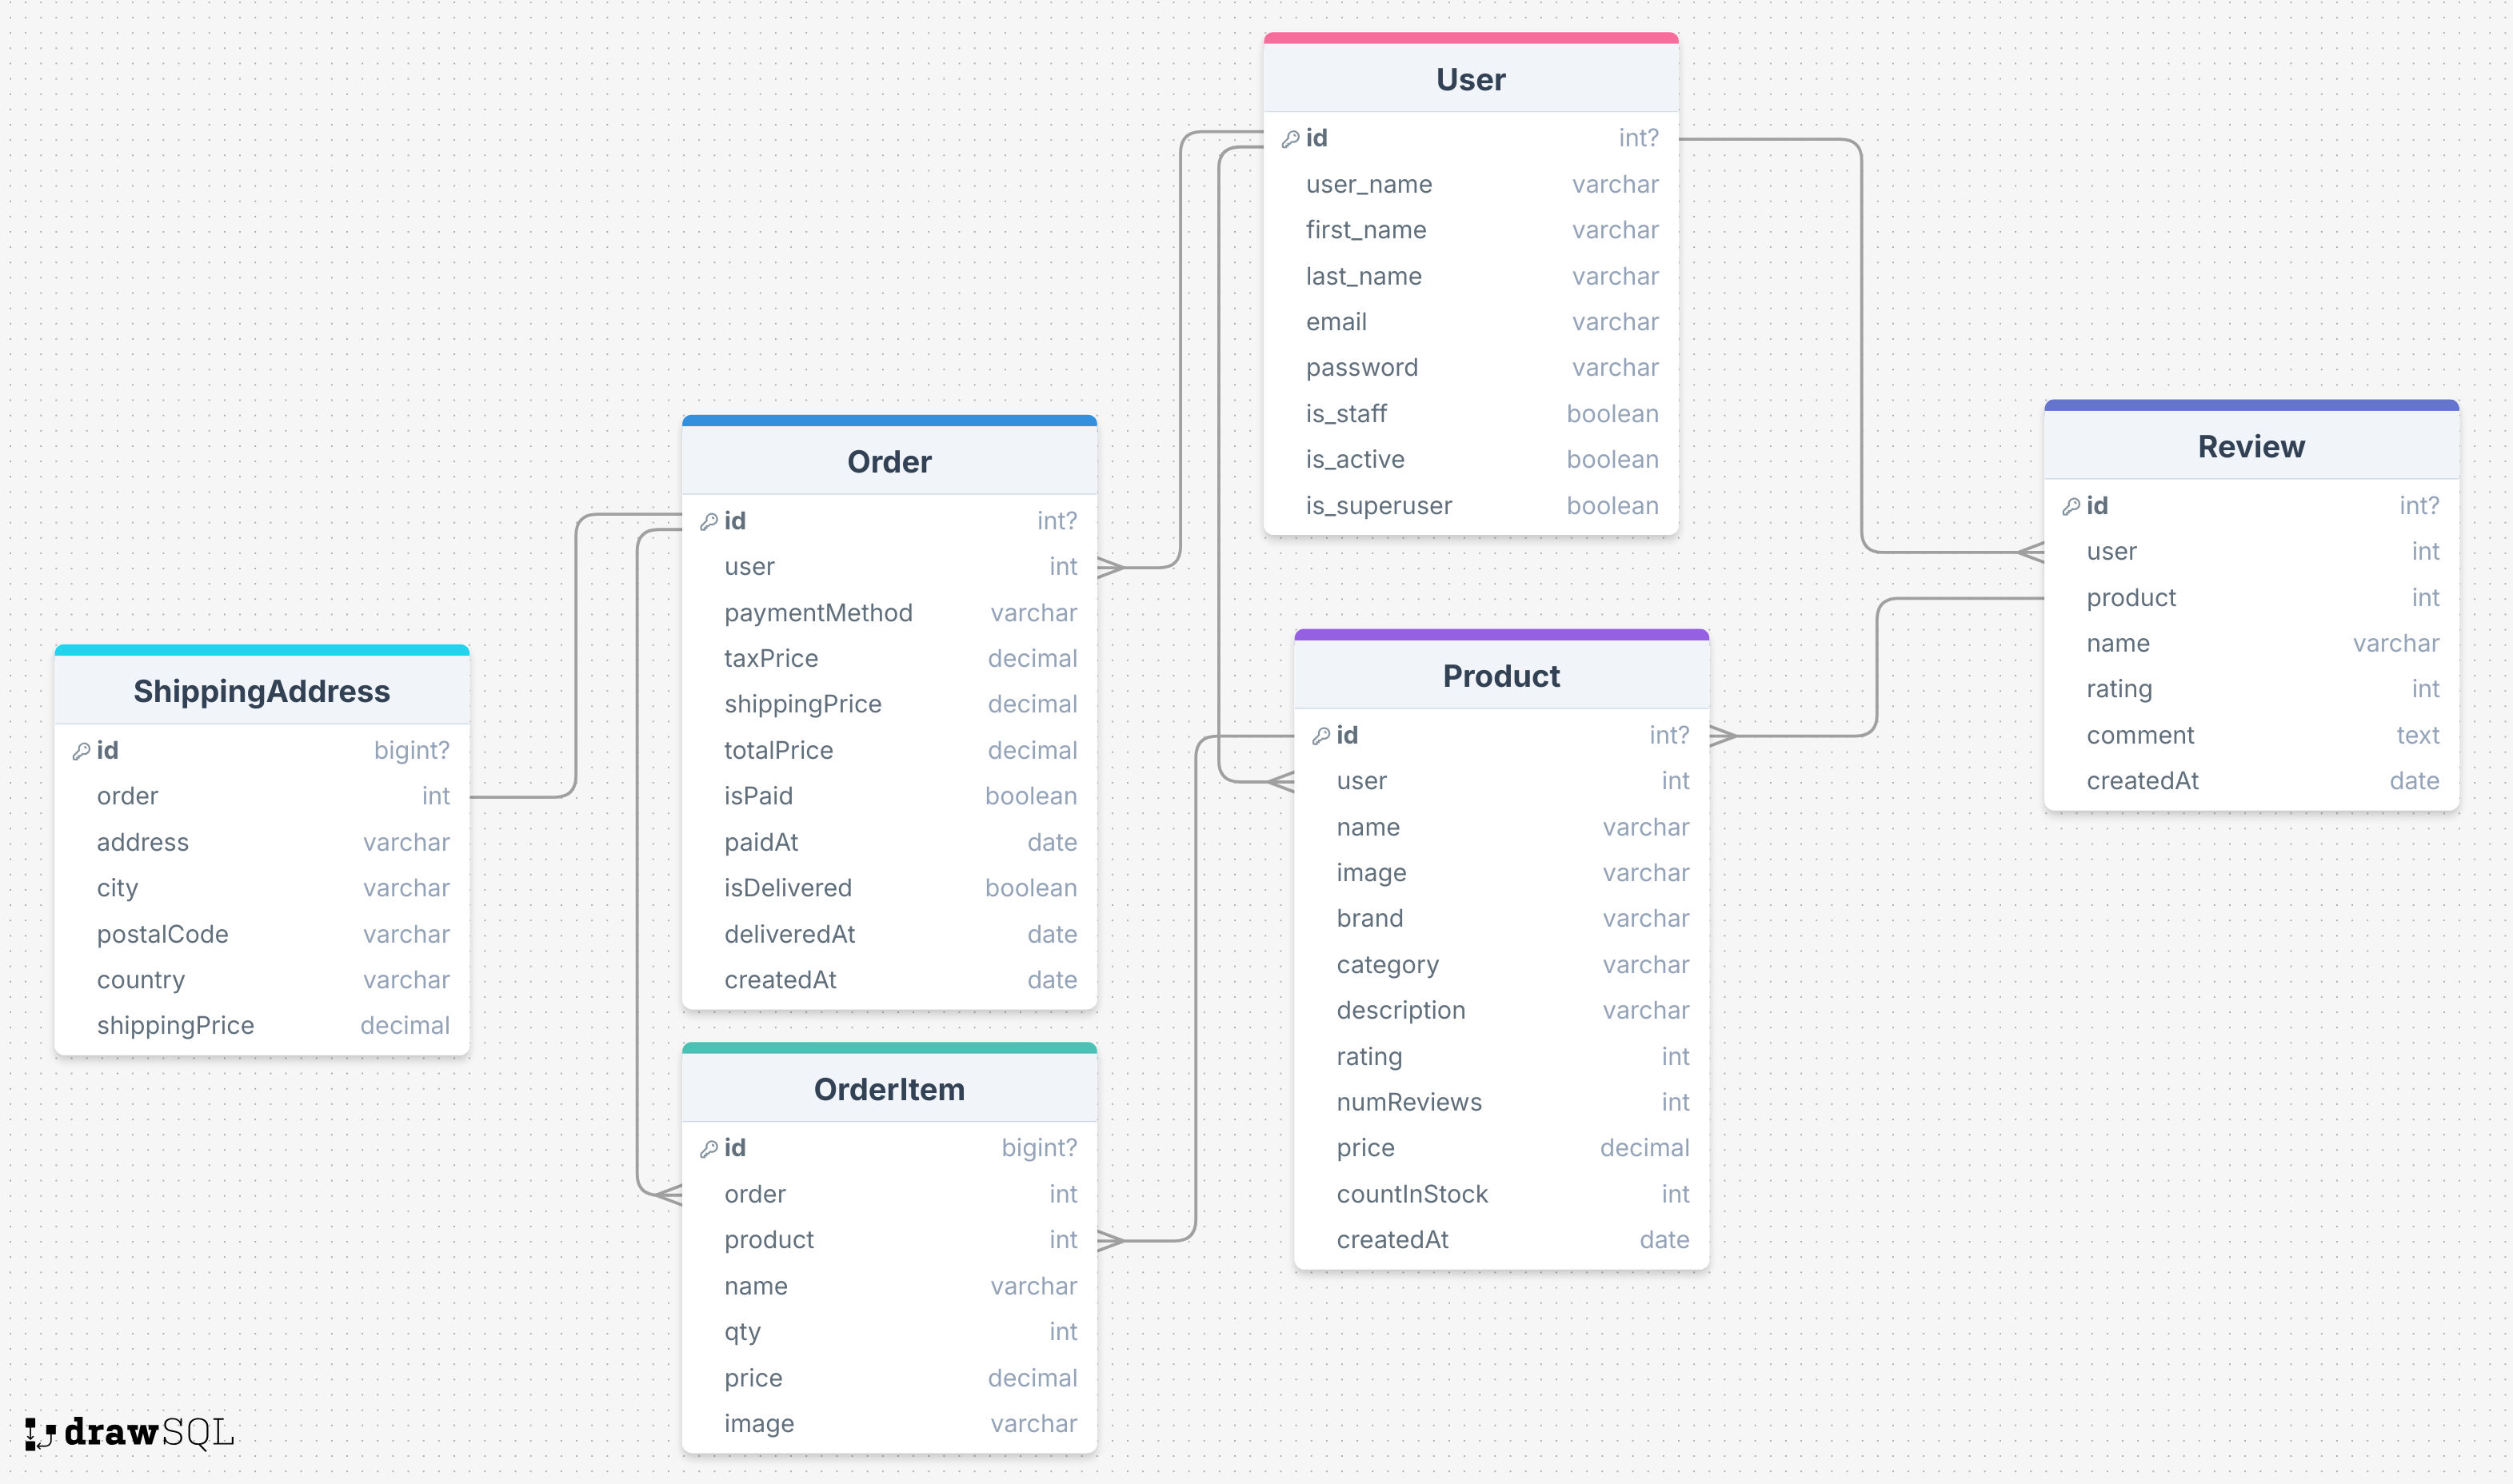 User
id int?
user_name varchar
first_name varchar
last_name varchar
email varchar
password varchar
is_staff boolean
is_active boolean
is_superuser boolean
Order
id int?
user int
paymentMethod varchar
taxPrice decimal
shippingPrice decimal
totalPrice decimal
isPaid boolean
paidAt date
isDelivered boolean
deliveredAt date
createdAt date
Review
id int?
user int
product int
name varchar
rating int
comment text
createdAt date
ShippingAddress
id bigint?
order int
address varchar
city varchar
postalCode varchar
country varchar
shippingPrice decimal
Product
id int?
user int
name varchar
image varchar
brand varchar
category varchar
description varchar
rating int
numReviews int
price decimal
countInStock int
createdAt date
OrderItem
id bigint?
order int
product int
name varchar
qty int
price decimal
image varchar
drawSQL